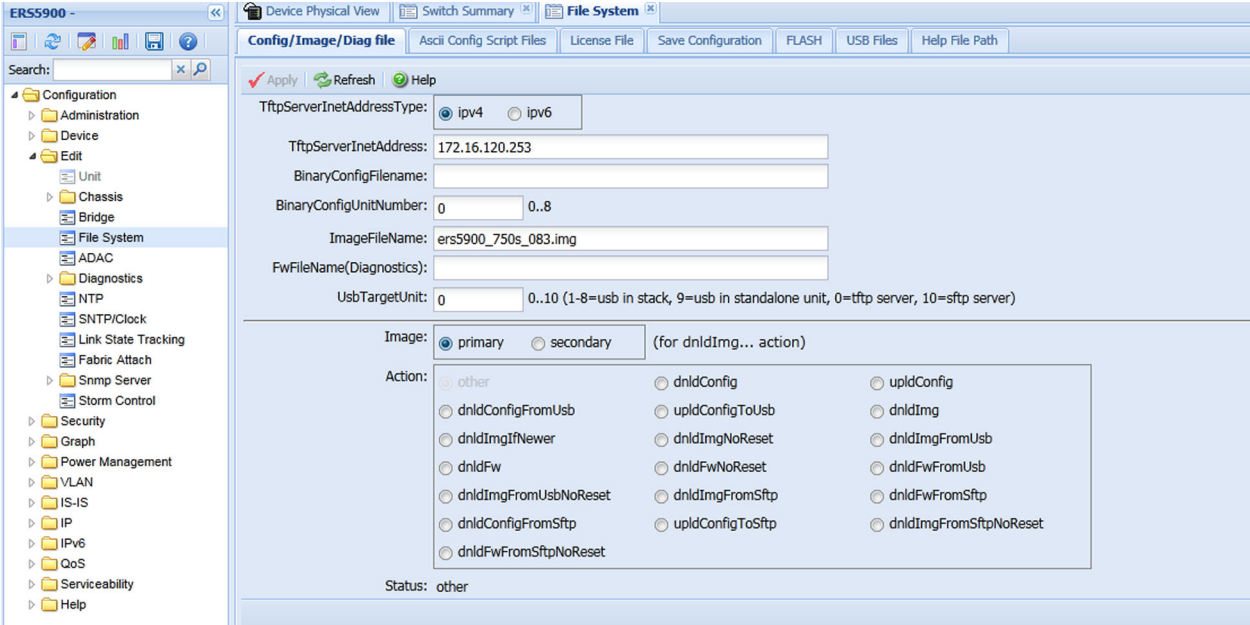 ERS5900 -
Device Physical View
Switch Summary
File System
Config/Image/Diag file
Ascii Config Script Files
License File
Save Configuration
FLASH
USB Files
Help File Path
Search:
Apply
Refresh
Help
Configuration
Administration
Device
Edit
Unit
Chassis
Bridge
File System
ADAC
Diagnostics
NTP
SNTP/Clock
Link State Tracking
Fabric Attach
Snmp Server
Storm Control
Security
Graph
Power Management
VLAN
IS-IS
IP
IPv6
QoS
Serviceability
Help
TftpServerInetAddressType: ipv4 ipv6
TftpServerInetAddress: 172.16.120.253
BinaryConfigFilename:
BinaryConfigUnitNumber: 0 0..8
ImageFileName: ers5900_750s_083.img
FwFileName(Diagnostics):
UsbTargetUnit: 0 0..10 (1-8=usb in stack, 9=usb in standalone unit, 0=tftp server, 10=sftp server)
Image: primary secondary (for dnldImg... action)
Action: other dnldConfig upldConfig
dnldConfigFromUsb upldConfigToUsb dnldImg
dnldImgIfNewer dnldImgNoReset dnldImgFromUsb
dnldFw dnldFwNoReset dnldFwFromUsb
dnldImgFromUsbNoReset dnldImgFromSftp dnldFwFromSftp
dnldConfigFromSftp upldConfigToSftp dnldImgFromSftpNoReset
dnldFwFromSftpNoReset
Status: other